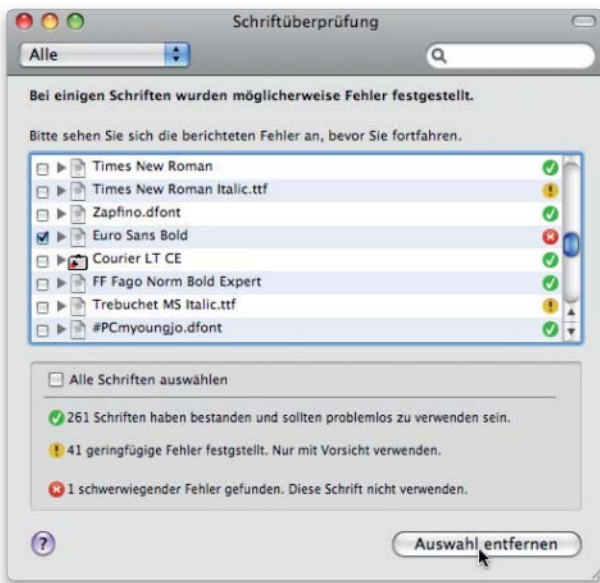 Schriftüberprüfung
Alle
Bei einigen Schriften wurden möglicherweise Fehler festgestellt.
Bitte sehen Sie sich die berichteten Fehler an, bevor Sie fortfahren.
Times New Roman
Times New Roman Italic.ttf
Zapfino.dfont
Euro Sans Bold
Courier LT CE
FF Fago Norm Bold Expert
Trebuchet MS Italic.ttf
#PCmyoungjo.dfont
Alle Schriften auswählen
261 Schriften haben bestanden und sollten problemlos zu verwenden sein.
41 geringfügige Fehler festgstellt. Nur mit Vorsicht verwenden.
1 schwerwiegender Fehler gefunden. Diese Schrift nicht verwenden.
? Auswahl entfernen